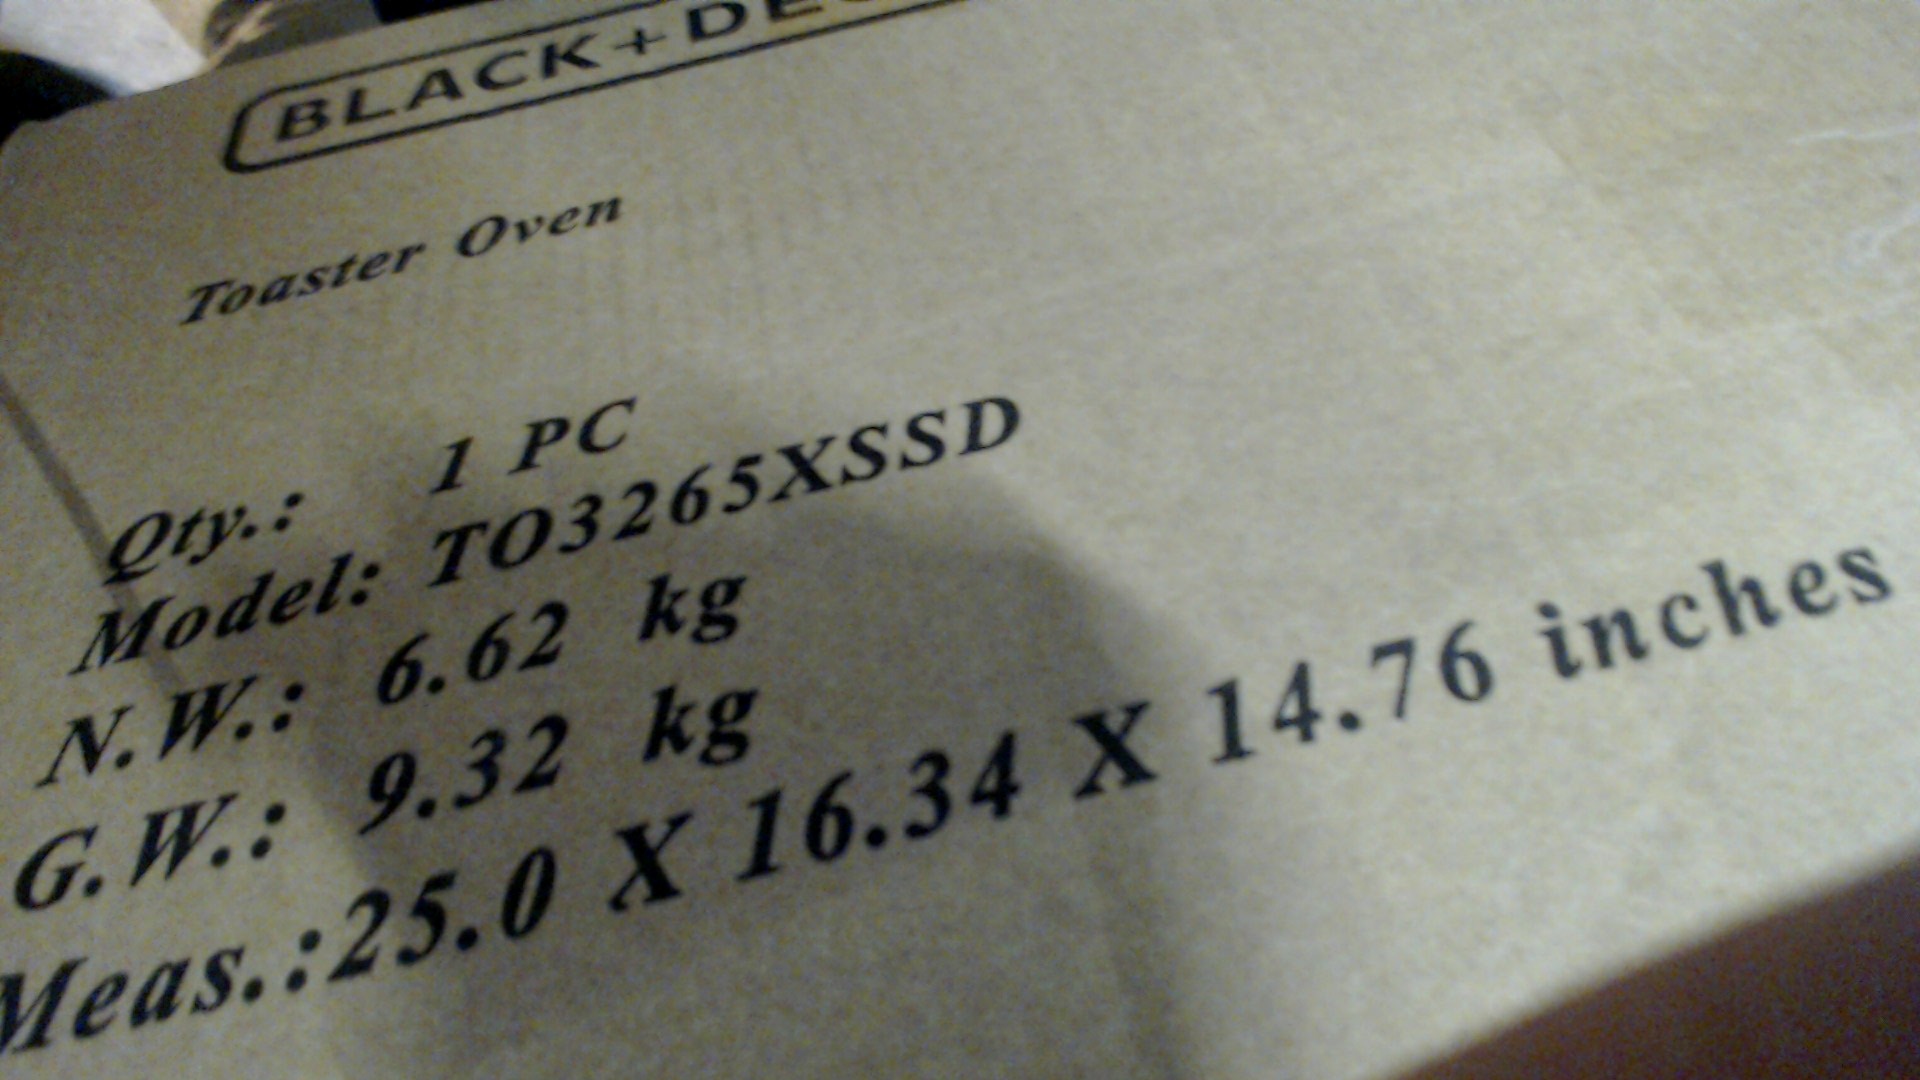 BLACK+DEC
Toaster Oven
Qty.: 1 PC
Model: TO3265XSSD
N.W.: 6.62 kg
G.W.: 9.32 kg
Meas.:25.0 X 16.34 X 14.76 inches